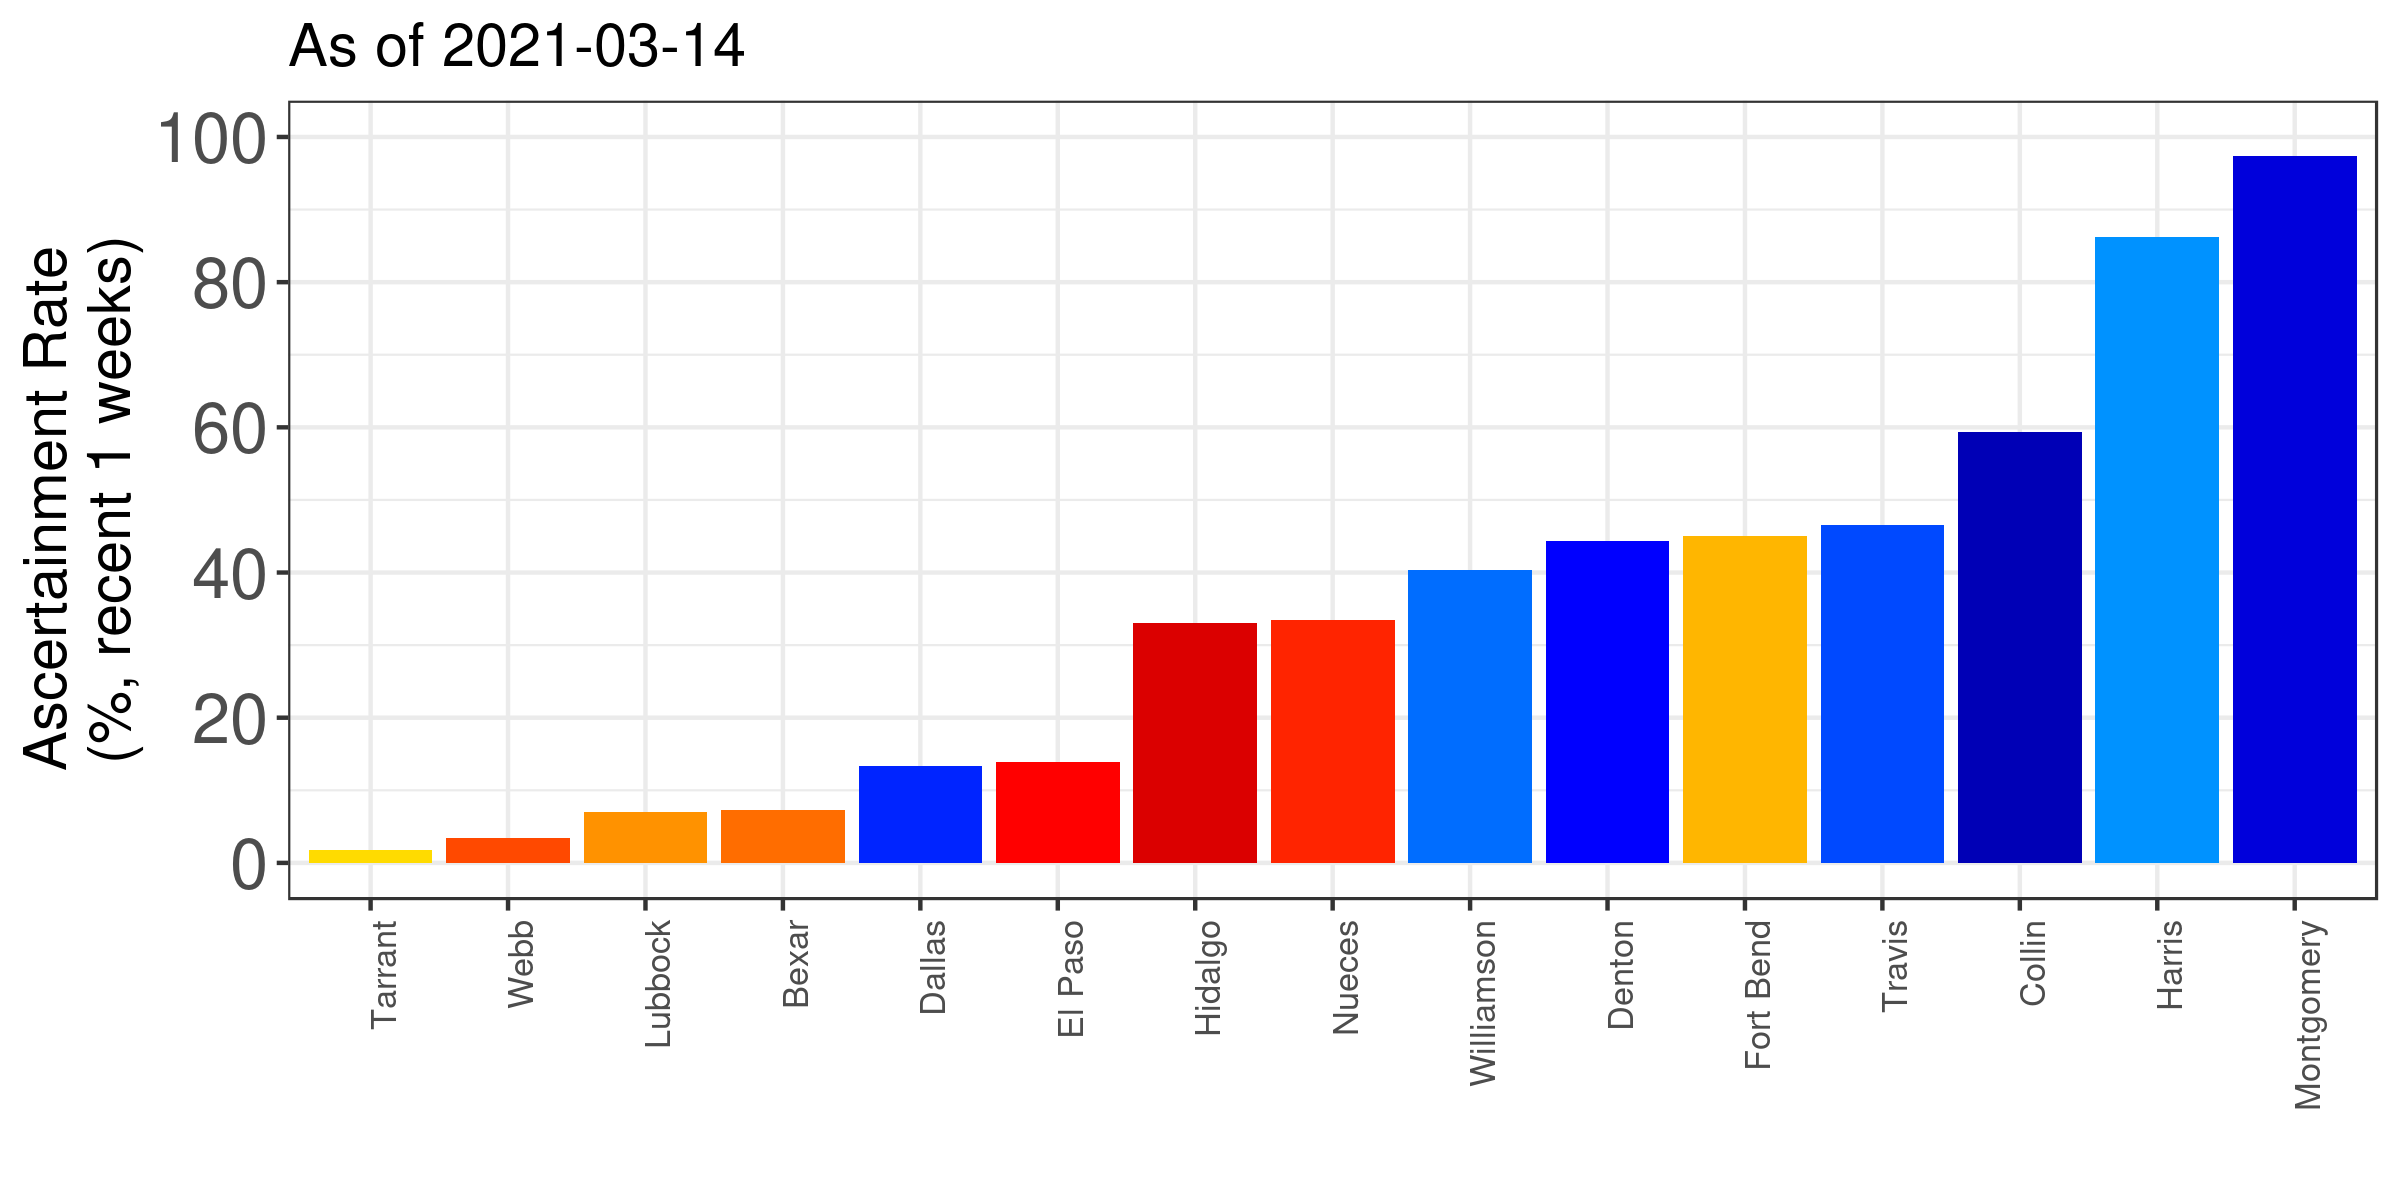 As of 2021-03-14
Ascertainment Rate
(%, recent 1 weeks)
100
80
60
40
20
0
Tarrant
Webb
Lubbock
Bexar
Dallas
El Paso
Hidalgo
Nueces
Williamson
Denton
Fort Bend
Travis
Collin
Harris
Montgomery